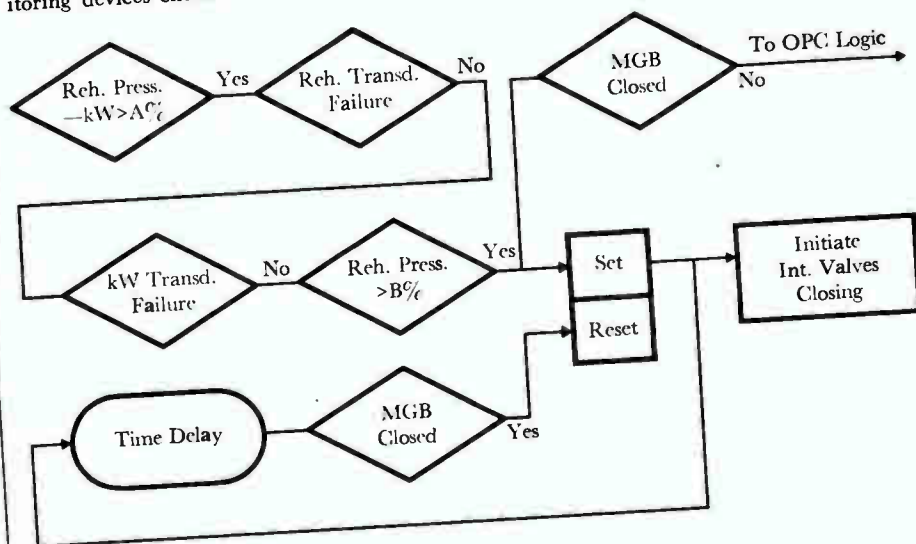 itoring devices
Reh. Press.
—kW>A%
Yes
Reh. Transd.
Failure
No
MGB
Closed
To OPC Logic
No
kW Transd.
Failure
No
Reh. Press.
>B%
Yes
Set
Reset
Initiate
Int. Valves
Closing
Time Delay
MGB
Closed
Yes